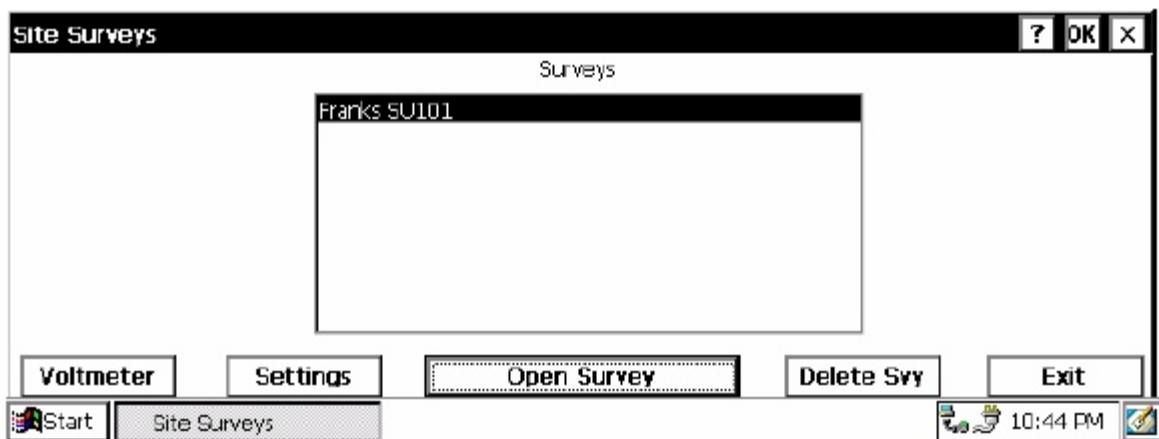 Site Surveys ? OK ×
Surveys
Franks SU101
Voltmeter Settings Open Survey Delete Svy Exit
Start Site Surveys 10:44 PM